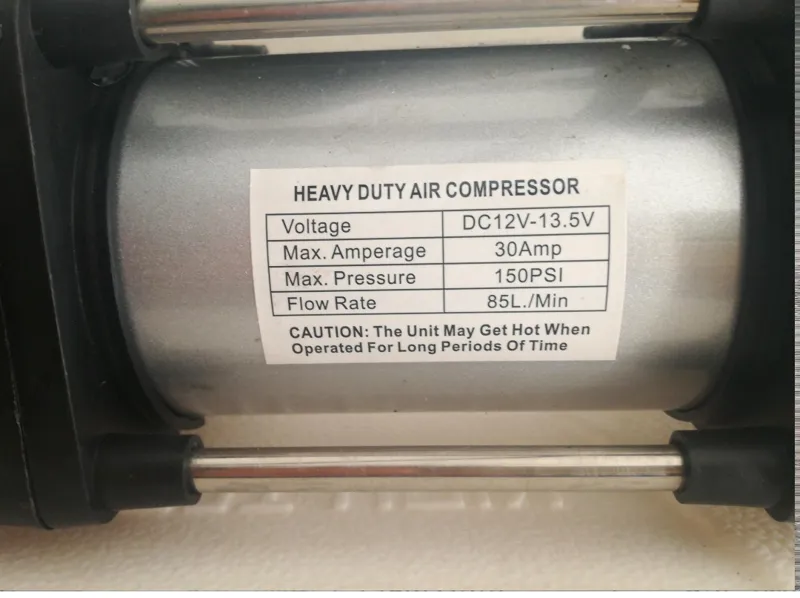 HEAVY DUTY AIR COMPRESSOR
Voltage DC12V-13.5V
Max. Amperage 30Amp
Max. Pressure 150PSI
Flow Rate 85L./Min
CAUTION: The Unit May Get Hot When
Operated For Long Periods Of Time